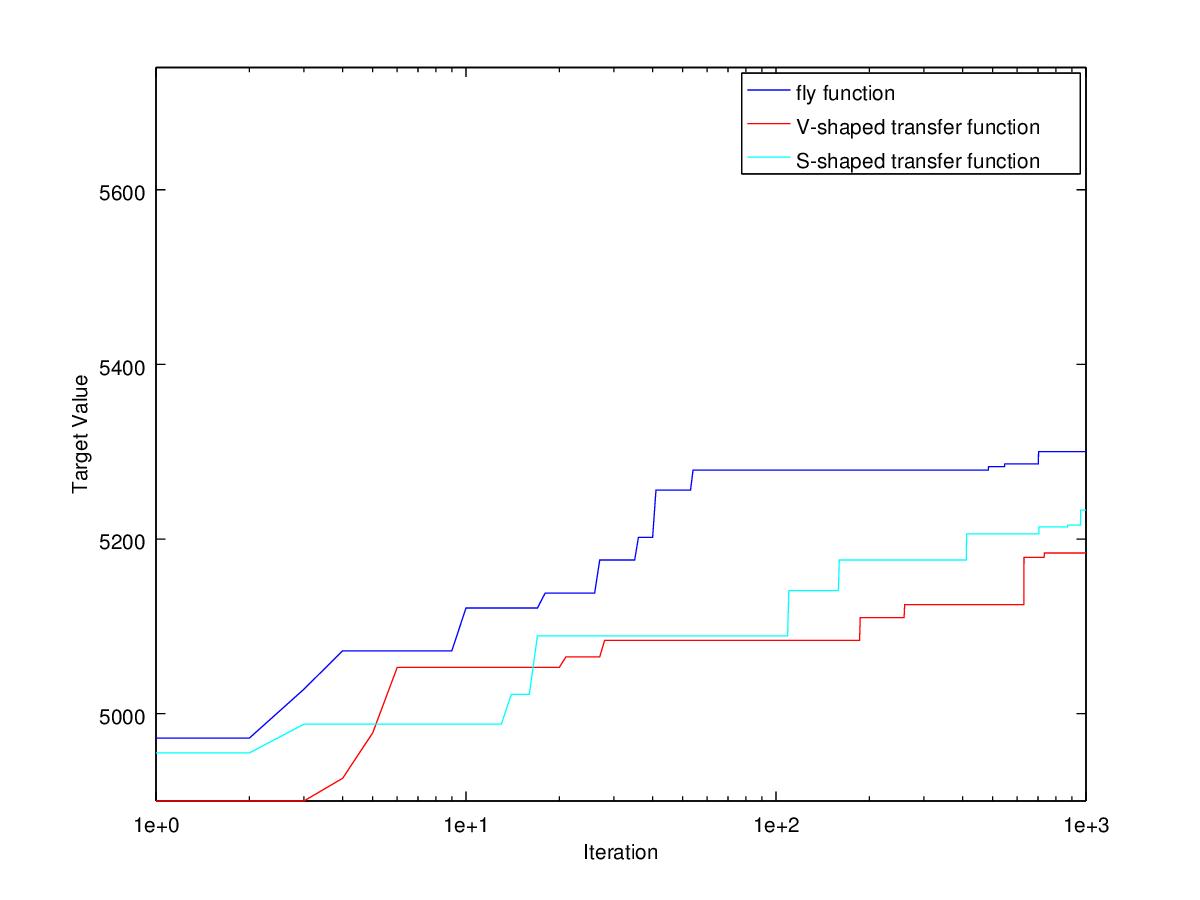 fly function
V-shaped transfer function
S-shaped transfer function
5600
5400
5200
5000
Target Value
1e+0 1e+1 1e+2 1e+3
Iteration